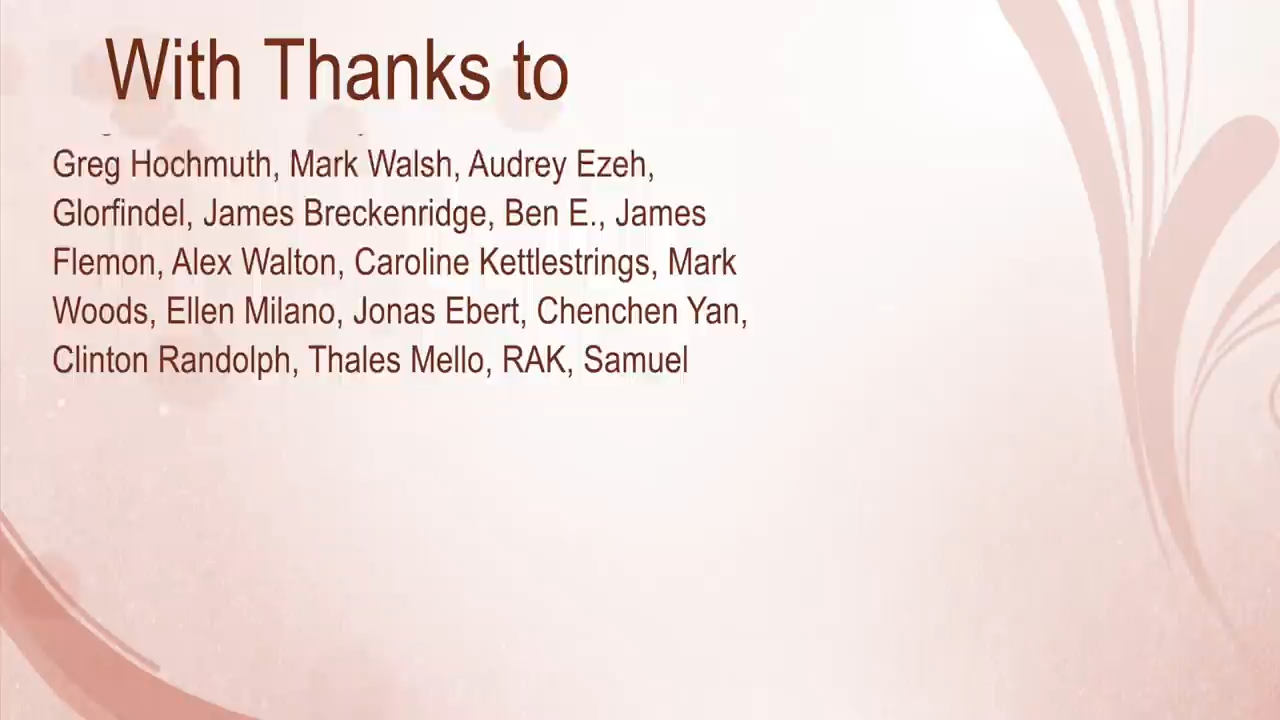 With Thanks to
Greg Hochmuth, Mark Walsh, Audrey Ezeh,
Glorfindel, James Breckenridge, Ben E., James
Flemon, Alex Walton, Caroline Kettlestrings, Mark
Woods, Ellen Milano, Jonas Ebert, Chenchen Yan,
Clinton Randolph, Thales Mello, RAK, Samuel